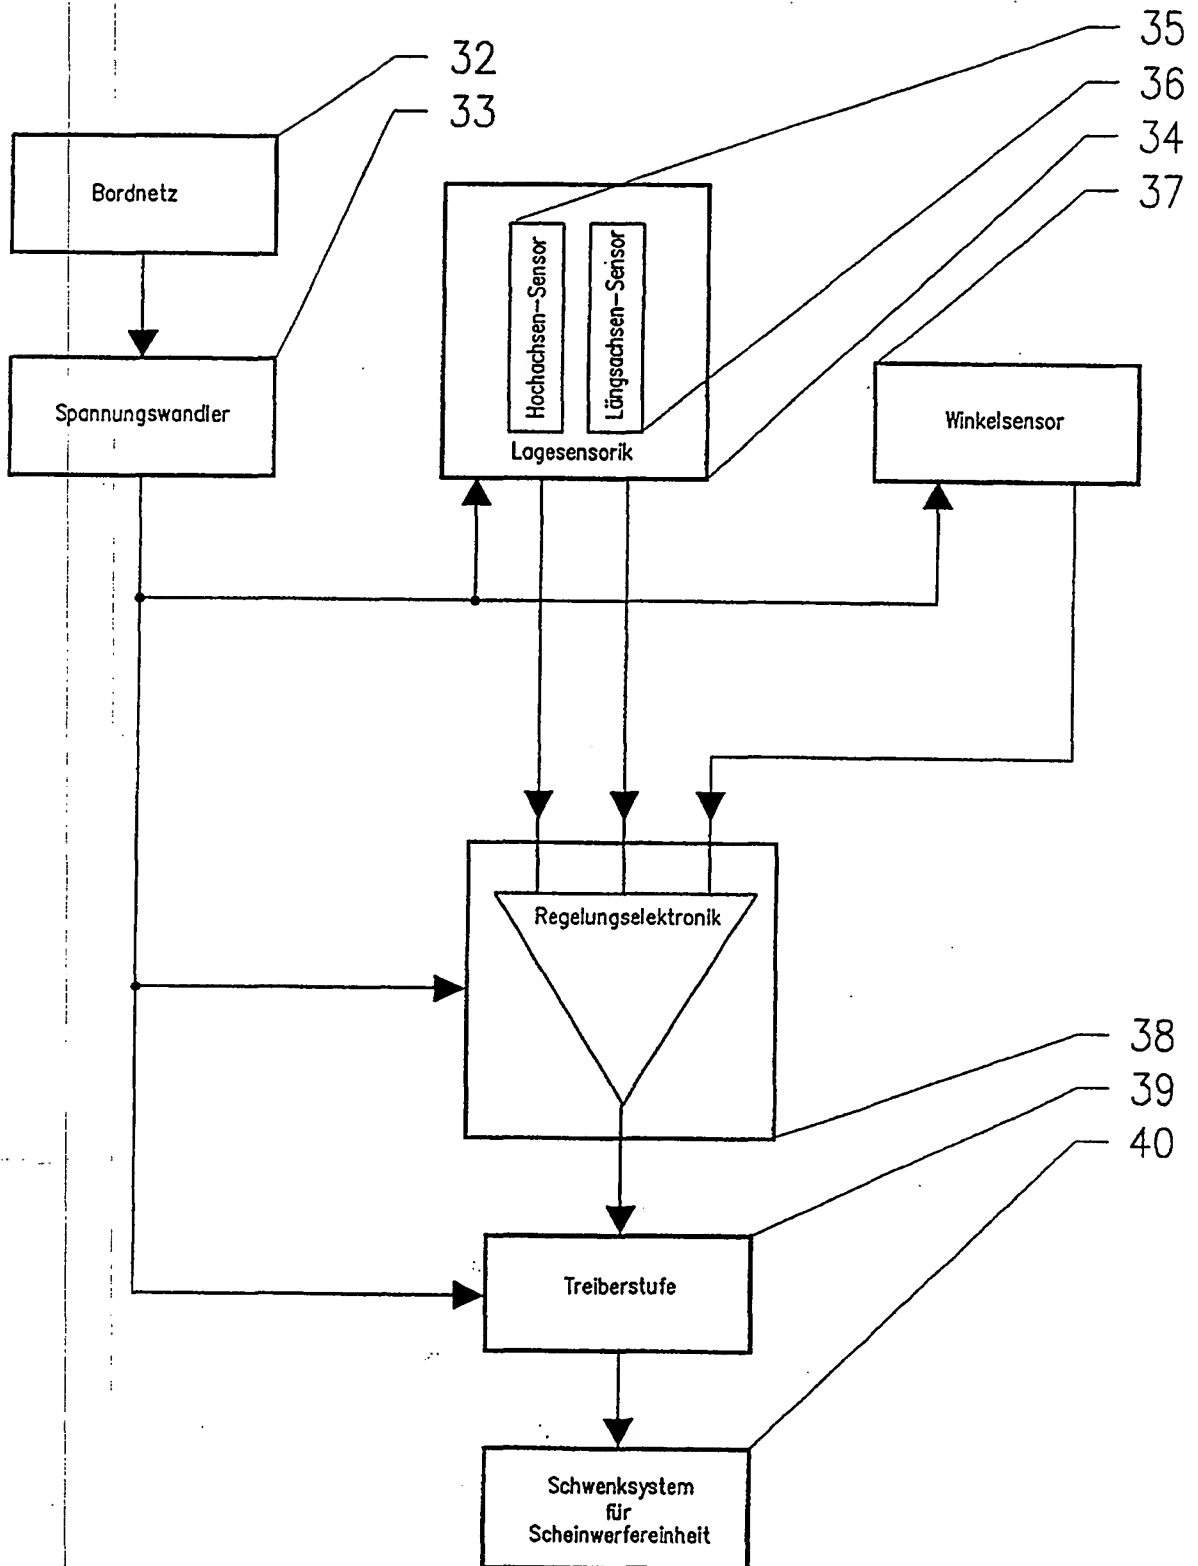 32
33
35
36
34
37
Bordnetz
Spannungswandler
Hochachsen-Sensor
Längsachsen-Sensor
Lagesensorik
Winkelsensor
Regelungselektronik
38
39
40
Treiberstufe
Schwenksystem
für
Scheinwerfereinheit